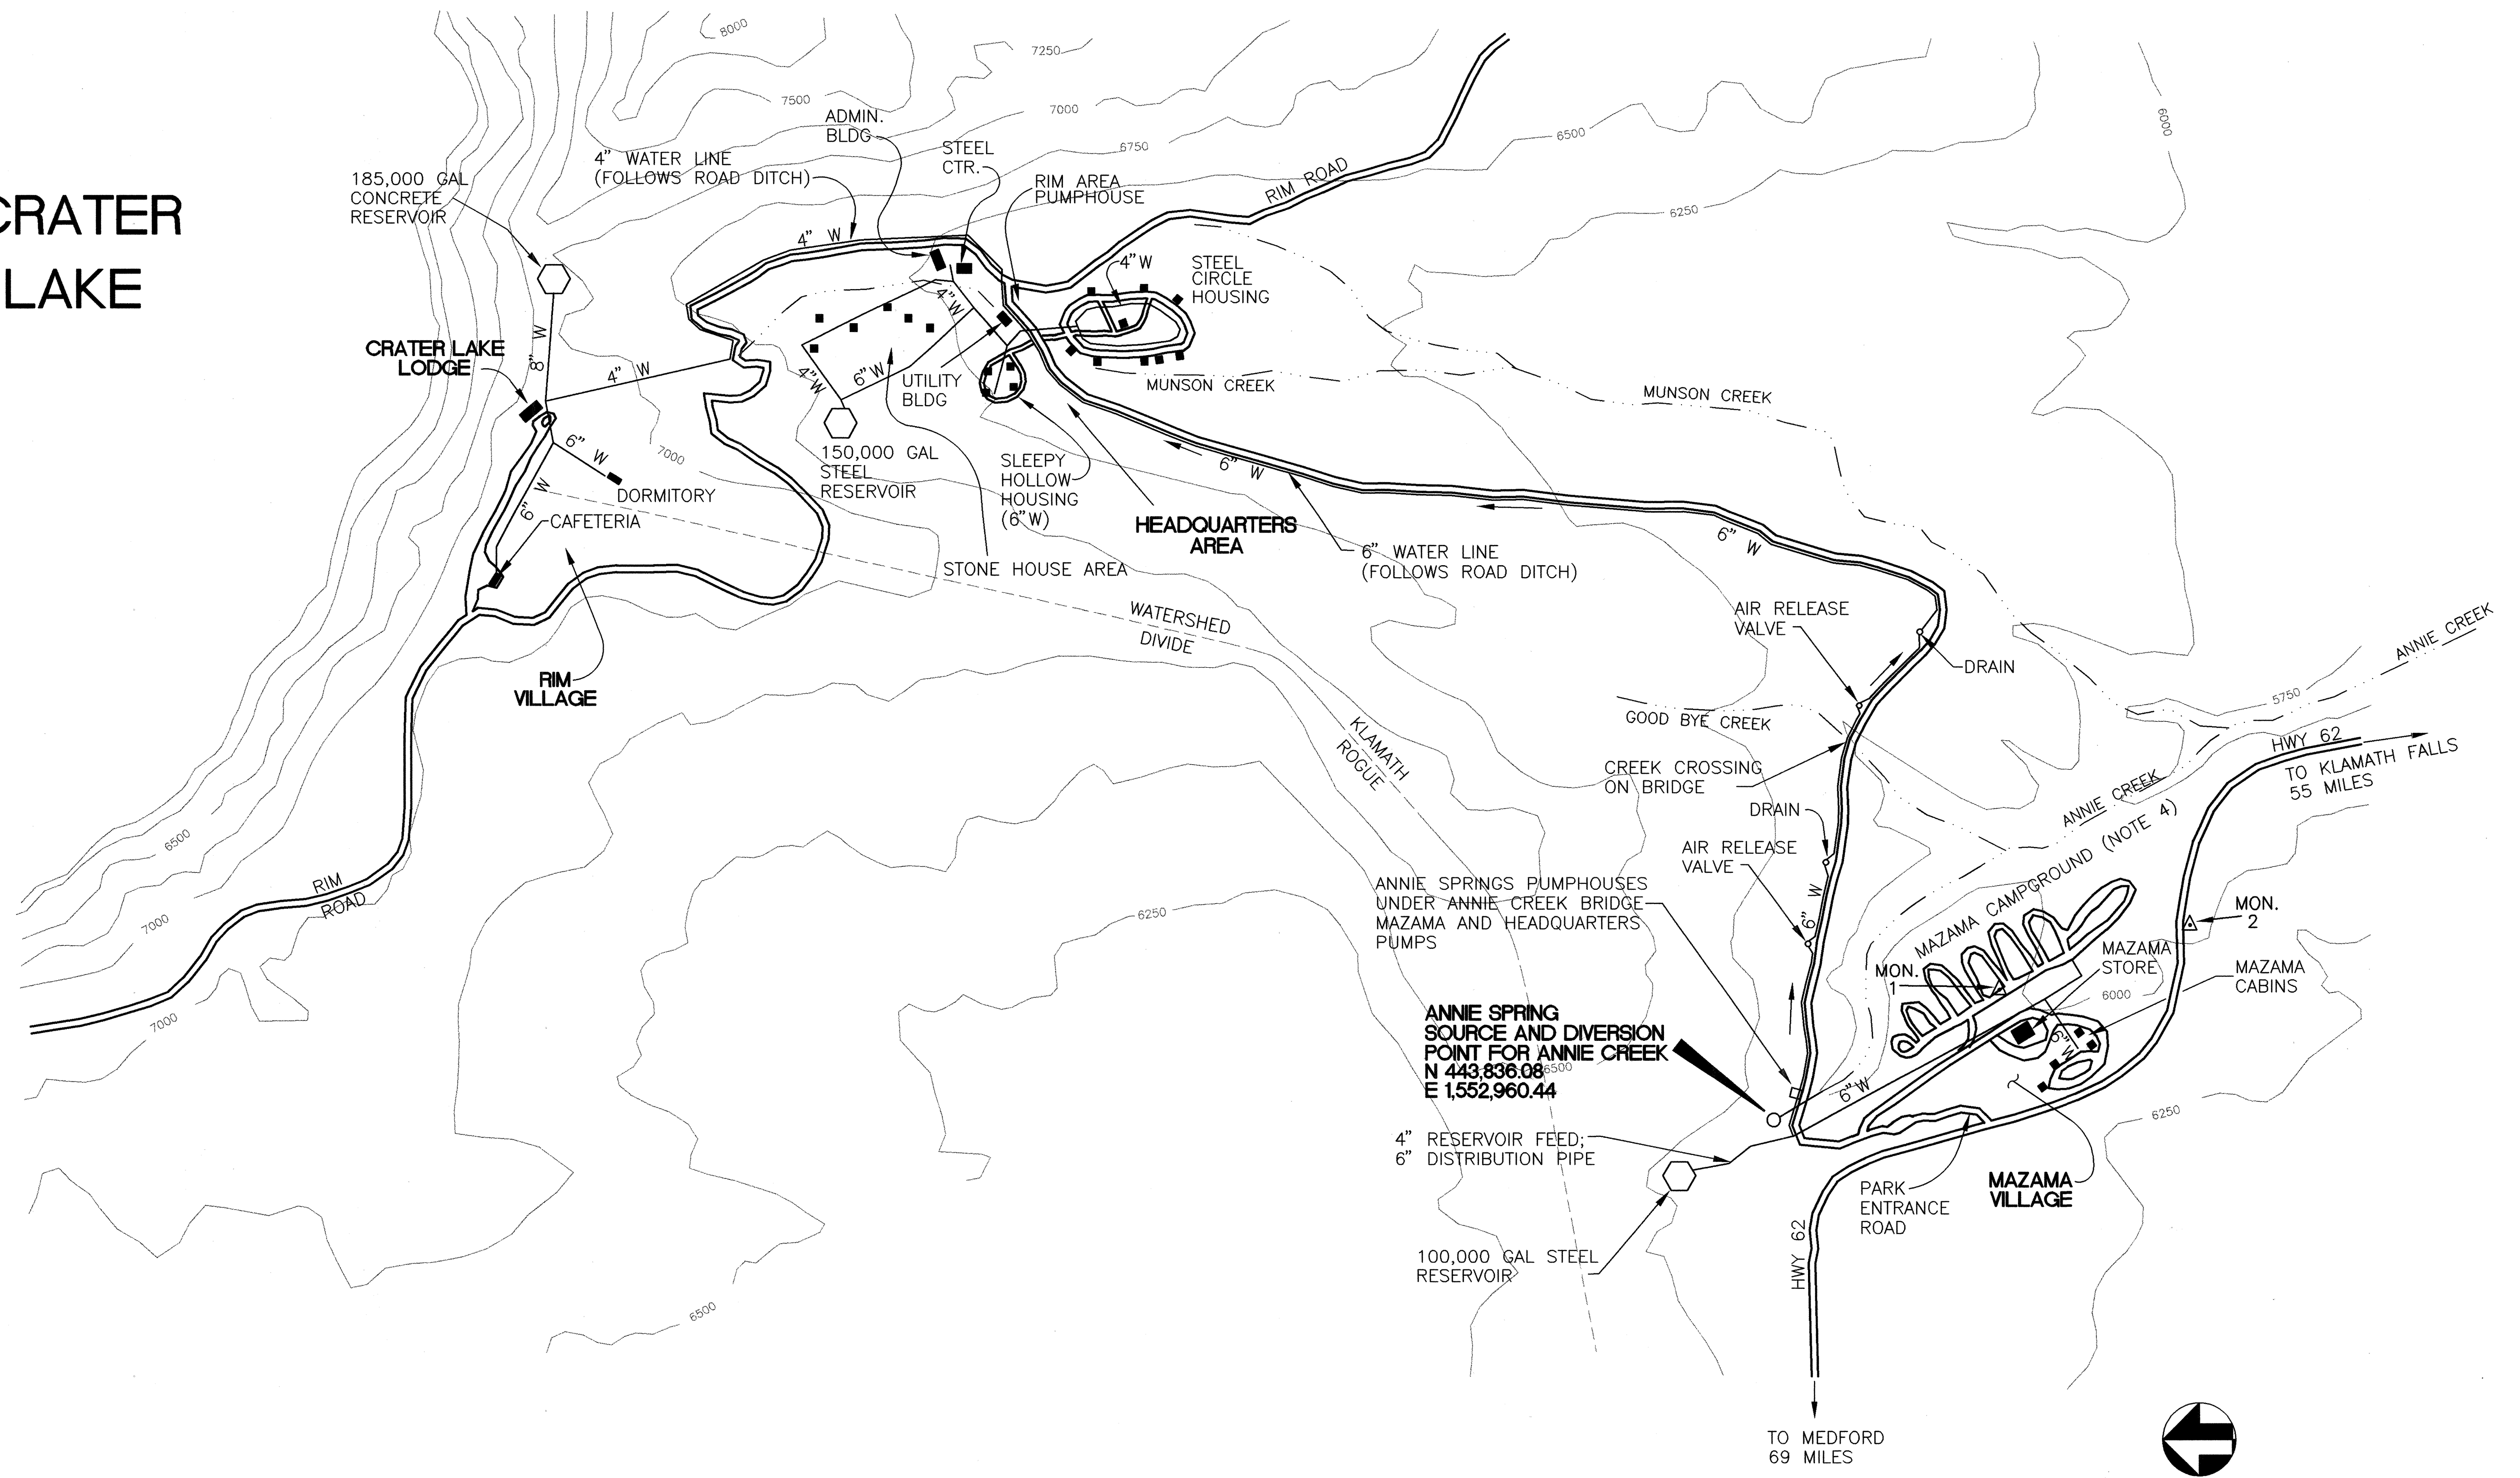 8000
7250
7500
7000
ADMIN.
BLDG
6750
6500
6000
STEEL
CTR.
4" WATER LINE
(FOLLOWS ROAD DITCH)
185,000 GAL
CONCRETE
RESERVOIR
RIM AREA
PUMPHOUSE
RIM ROAD
6250
CRATER
LAKE
4" W
4"W
STEEL
CIRCLE
HOUSING
4"W
8" W
CRATER LAKE
LODGE
4" W
4"W
6"W
UTILITY
BLDG
MUNSON CREEK
MUNSON CREEK
6" W
7000
150,000 GAL
STEEL
RESERVOIR
SLEEPY
HOLLOW
HOUSING
(6"W)
6" W
DORMITORY
6" W
CAFETERIA
HEADQUARTERS
AREA
6" W
6" WATER LINE
(FOLLOWS ROAD DITCH)
STONE HOUSE AREA
WATERSHED
DIVIDE
AIR RELEASE
VALVE
ANNIE CREEK
DRAIN
RIM
VILLAGE
5750
GOOD BYE CREEK
KLAMATH
ROGUE
HWY 62
TO KLAMATH FALLS
55 MILES
CREEK CROSSING
ON BRIDGE
ANNIE CREEK
DRAIN
6500
AIR RELEASE
VALVE
MAZAMA CAMPGROUND (NOTE 4)
RIM
ROAD
7000
6250
ANNIE SPRINGS PUMPHOUSES
UNDER ANNIE CREEK BRIDGE
MAZAMA AND HEADQUARTERS
PUMPS
6" W
MON.
2
MAZAMA
STORE
MON.
1
MAZAMA
CABINS
6000
7000
ANNIE SPRING
SOURCE AND DIVERSION
POINT FOR ANNIE CREEK
N 443,836.08
E 1,552,960.44
6500
6"W
6"W
6250
4" RESERVOIR FEED;
6" DISTRIBUTION PIPE
PARK
ENTRANCE
ROAD
MAZAMA
VILLAGE
HWY 62
100,000 GAL STEEL
RESERVOIR
6500
TO MEDFORD
69 MILES